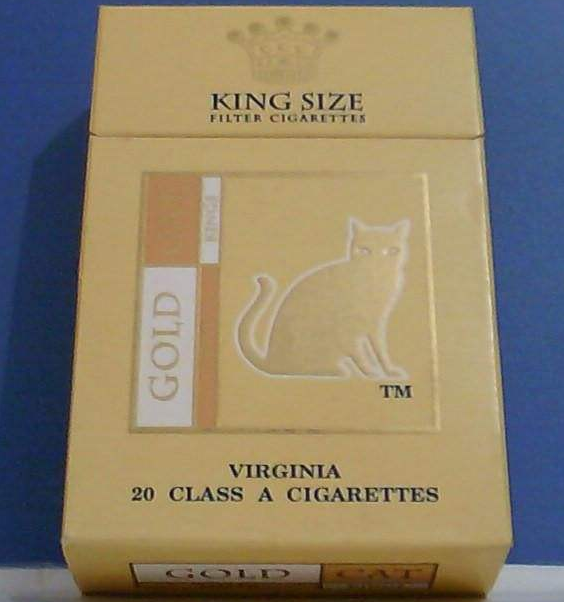 KING SIZE
FILTER CIGARETTES
KINGS
GOLD
TM
VIRGINIA
20 CLASS A CIGARETTES
GOLD CAT